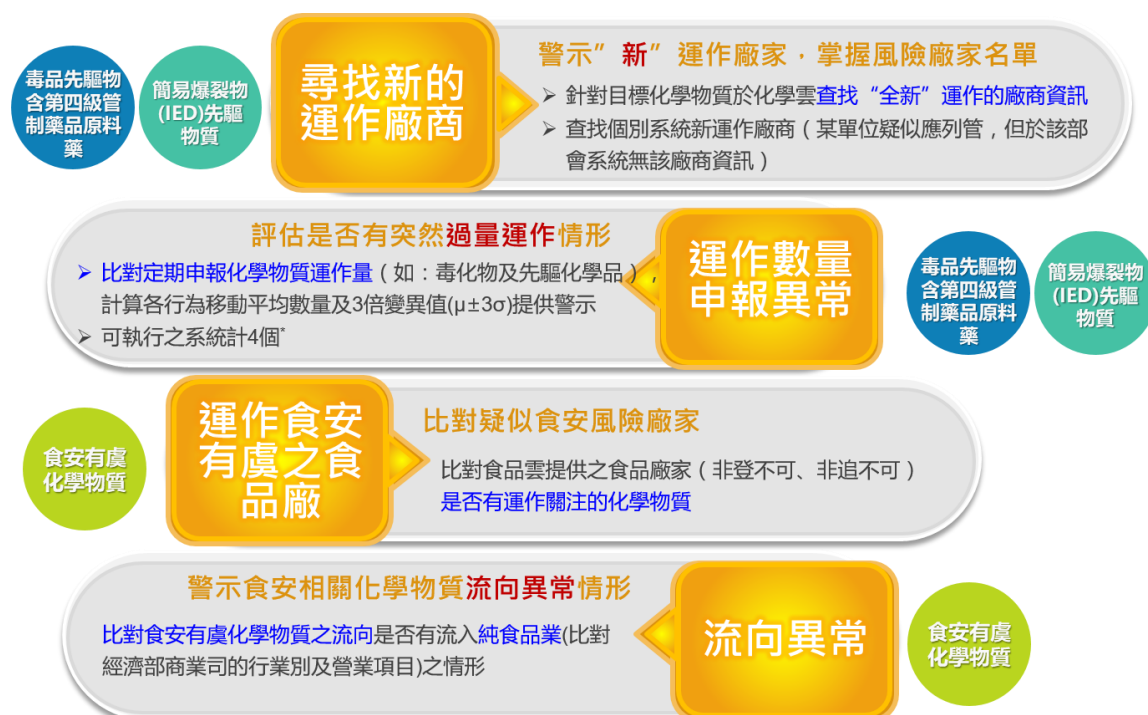 毒品先驅物
含第四級管
制藥品原料
藥
簡易爆裂物
(IED)先驅
物質
尋找新的
運作廠商
警示”新”運作廠家，掌握風險廠家名單
➢ 針對目標化學物質於化學雲查找“全新”運作的廠商資訊
➢ 查找個別系統新運作廠商（某單位疑似應列管，但於該部
會系統無該廠商資訊）
評估是否有突然過量運作情形
➢ 比對定期申報化學物質運作量（如：毒化物及先驅化學品），
計算各行為移動平均數量及3倍變異值(μ±3σ)提供警示
➢ 可執行之系統計4個*
運作數量
申報異常
毒品先驅物
含第四級管
制藥品原料
藥
簡易爆裂物
(IED)先驅
物質
食安有虞
化學物質
運作食安
有虞之食
品廠
比對疑似食安風險廠家
比對食品雲提供之食品廠家（非登不可、非追不可）
是否有運作關注的化學物質
警示食安相關化學物質流向異常情形
比對食安有虞化學物質之流向是否有流入純食品業(比對
經濟部商業司的行業別及營業項目)之情形
流向異常
食安有虞
化學物質